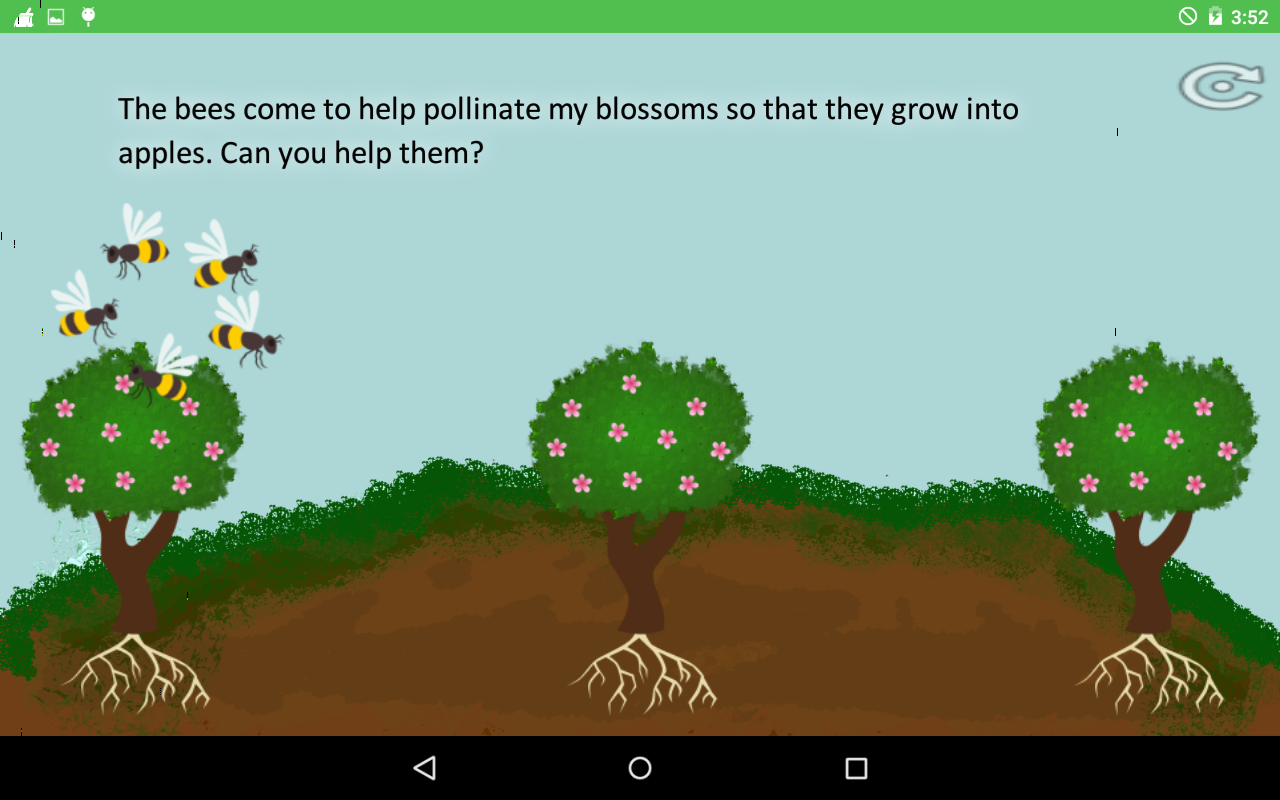 3:52
The bees come to help pollinate my blossoms so that they grow into
apples. Can you help them?